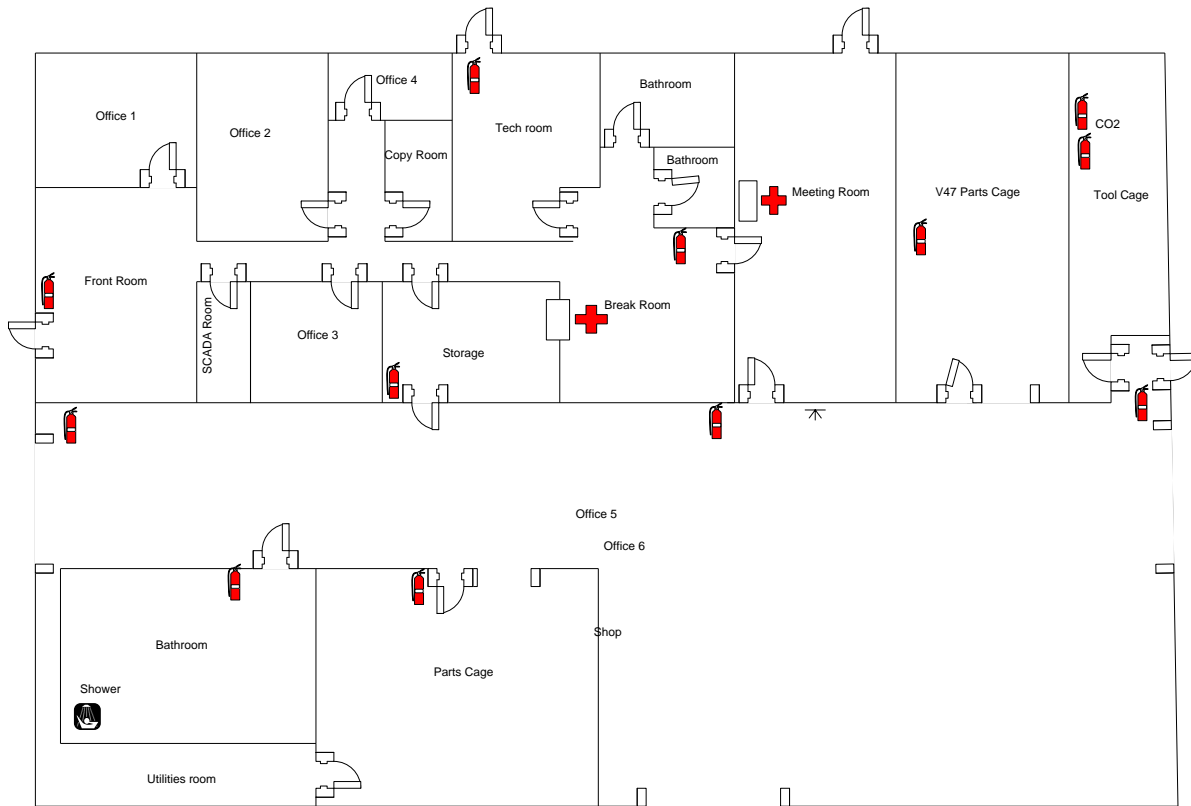 Office 1
Office 2
Office 4
Copy Room
Tech room
Bathroom
Bathroom
Meeting Room
V47 Parts Cage
CO2
Tool Cage
Front Room
SCADA Room
Office 3
Storage
Break Room
Office 5
Office 6
Shop
Bathroom
Shower
Parts Cage
Utilities room